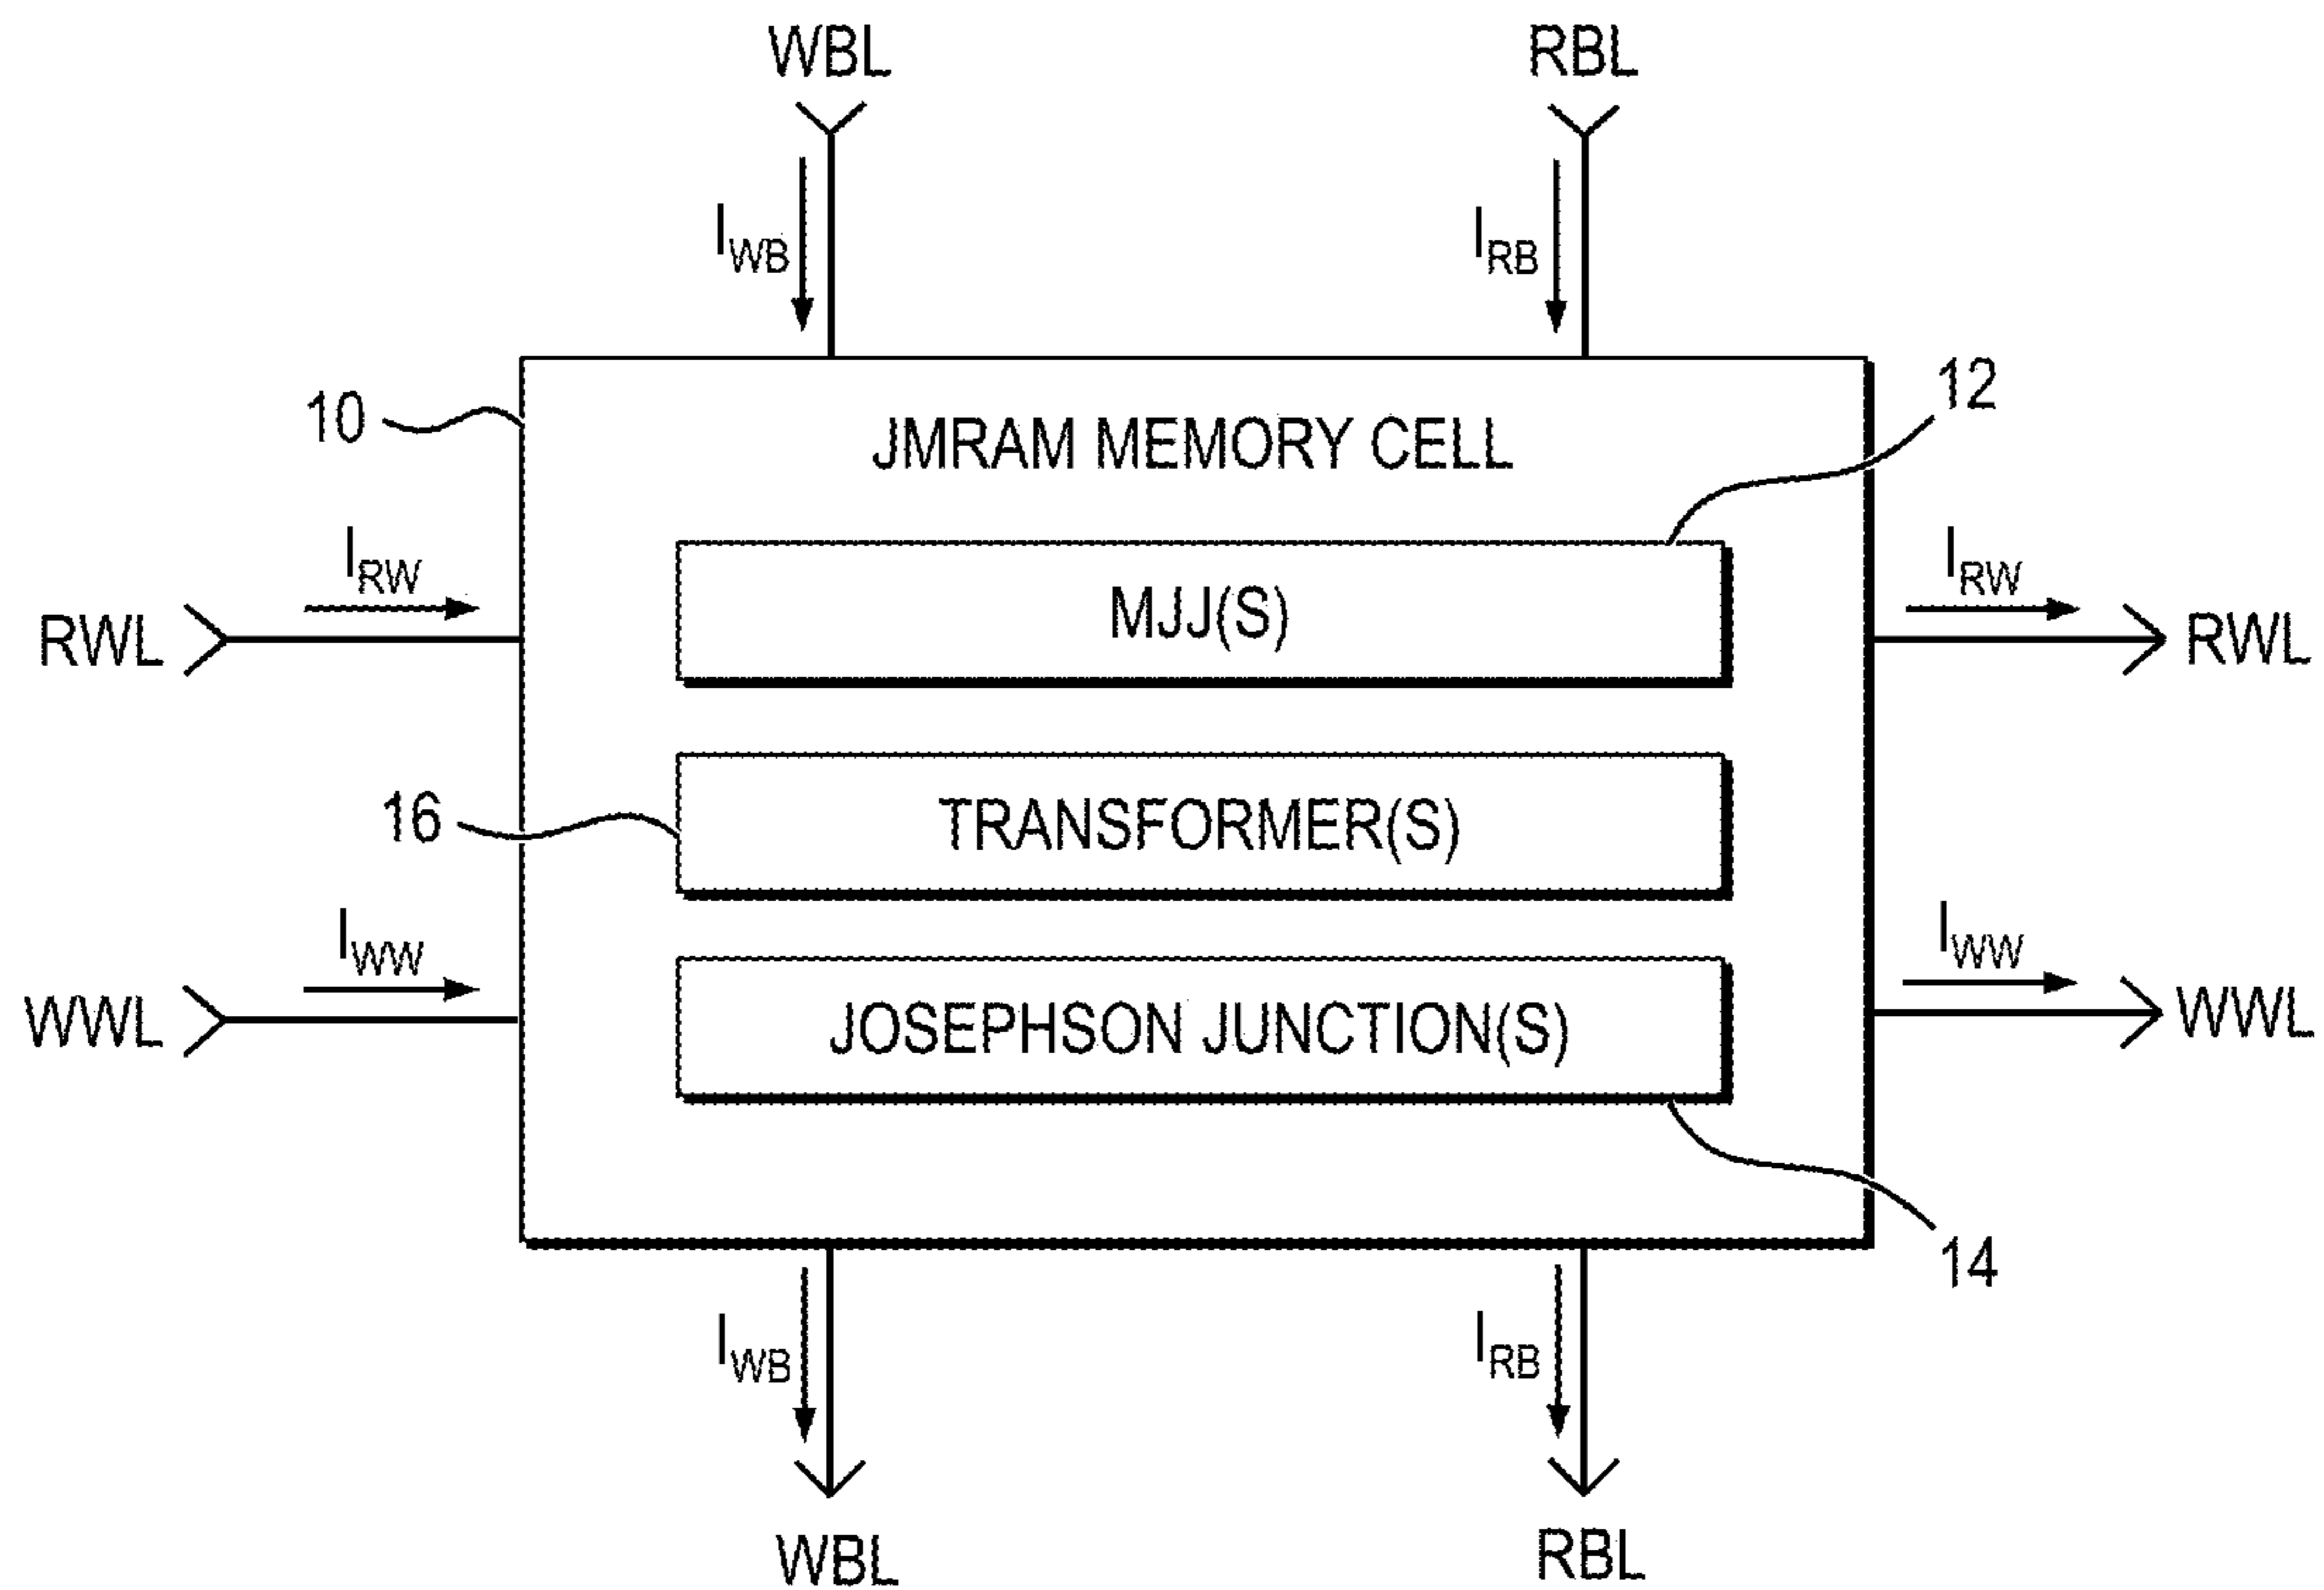 WBL
RBL
I_WB
I_RB
10
12
JMRAM MEMORY CELL
I_RW
I_RW
RWL
MJJ(S)
RWL
16
TRANSFORMER(S)
I_WW
I_WW
WWL
JOSEPHSON JUNCTION(S)
WWL
14
I_WB
I_RB
WBL
RBL